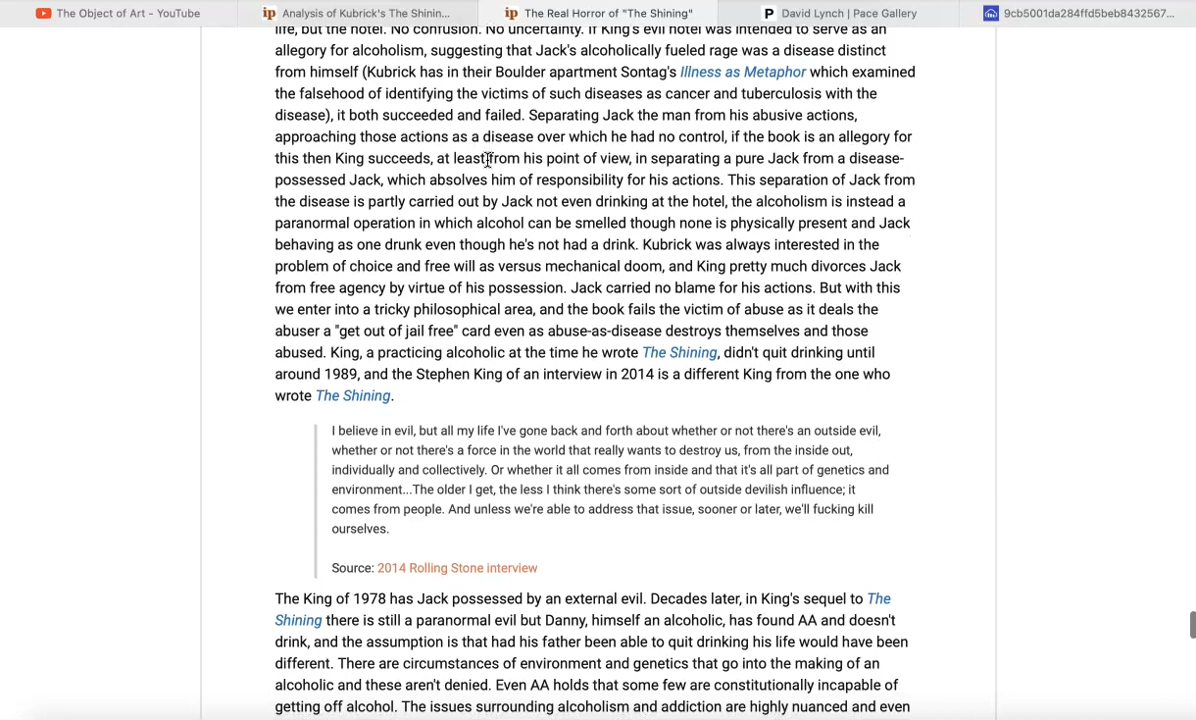 The Object of Art - YouTube
ip Analysis of Kubrick's The Shinin...
ip The Real Horror of "The Shining"
P David Lynch | Pace Gallery
9cb5001da284ffd5beb8432567...
life, but the hotel. No confusion. No uncertainty. If King's evil hotel was intended to serve as an
allegory for alcoholism, suggesting that Jack's alcoholically fueled rage was a disease distinct
from himself (Kubrick has in their Boulder apartment Sontag's Illness as Metaphor which examined
the falsehood of identifying the victims of such diseases as cancer and tuberculosis with the
disease), it both succeeded and failed. Separating Jack the man from his abusive actions,
approaching those actions as a disease over which he had no control, if the book is an allegory for
this then King succeeds, at least from his point of view, in separating a pure Jack from a disease-
possessed Jack, which absolves him of responsibility for his actions. This separation of Jack from
the disease is partly carried out by Jack not even drinking at the hotel, the alcoholism is instead a
paranormal operation in which alcohol can be smelled though none is physically present and Jack
behaving as one drunk even though he's not had a drink. Kubrick was always interested in the
problem of choice and free will as versus mechanical doom, and King pretty much divorces Jack
from free agency by virtue of his possession. Jack carried no blame for his actions. But with this
we enter into a tricky philosophical area, and the book fails the victim of abuse as it deals the
abuser a "get out of jail free" card even as abuse-as-disease destroys themselves and those
abused. King, a practicing alcoholic at the time he wrote The Shining, didn't quit drinking until
around 1989, and the Stephen King of an interview in 2014 is a different King from the one who
wrote The Shining.
I believe in evil, but all my life I've gone back and forth about whether or not there's an outside evil,
whether or not there's a force in the world that really wants to destroy us, from the inside out,
individually and collectively. Or whether it all comes from inside and that it's all part of genetics and
environment...The older I get, the less I think there's some sort of outside devilish influence; it
comes from people. And unless we're able to address that issue, sooner or later, we'll fucking kill
ourselves.
Source: 2014 Rolling Stone interview
The King of 1978 has Jack possessed by an external evil. Decades later, in King's sequel to The
Shining there is still a paranormal evil but Danny, himself an alcoholic, has found AA and doesn't
drink, and the assumption is that had his father been able to quit drinking his life would have been
different. There are circumstances of environment and genetics that go into the making of an
alcoholic and these aren't denied. Even AA holds that some few are constitutionally incapable of
getting off alcohol. The issues surrounding alcoholism and addiction are highly nuanced and even